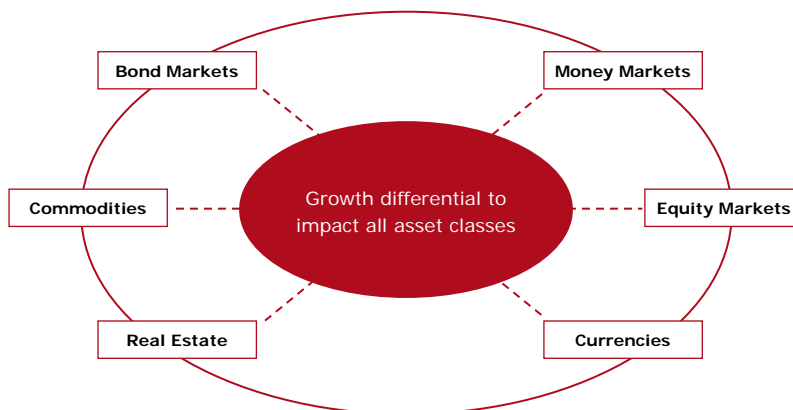 Bond Markets
Money Markets
Commodities
Growth differential to
impact all asset classes
Equity Markets
Real Estate
Currencies